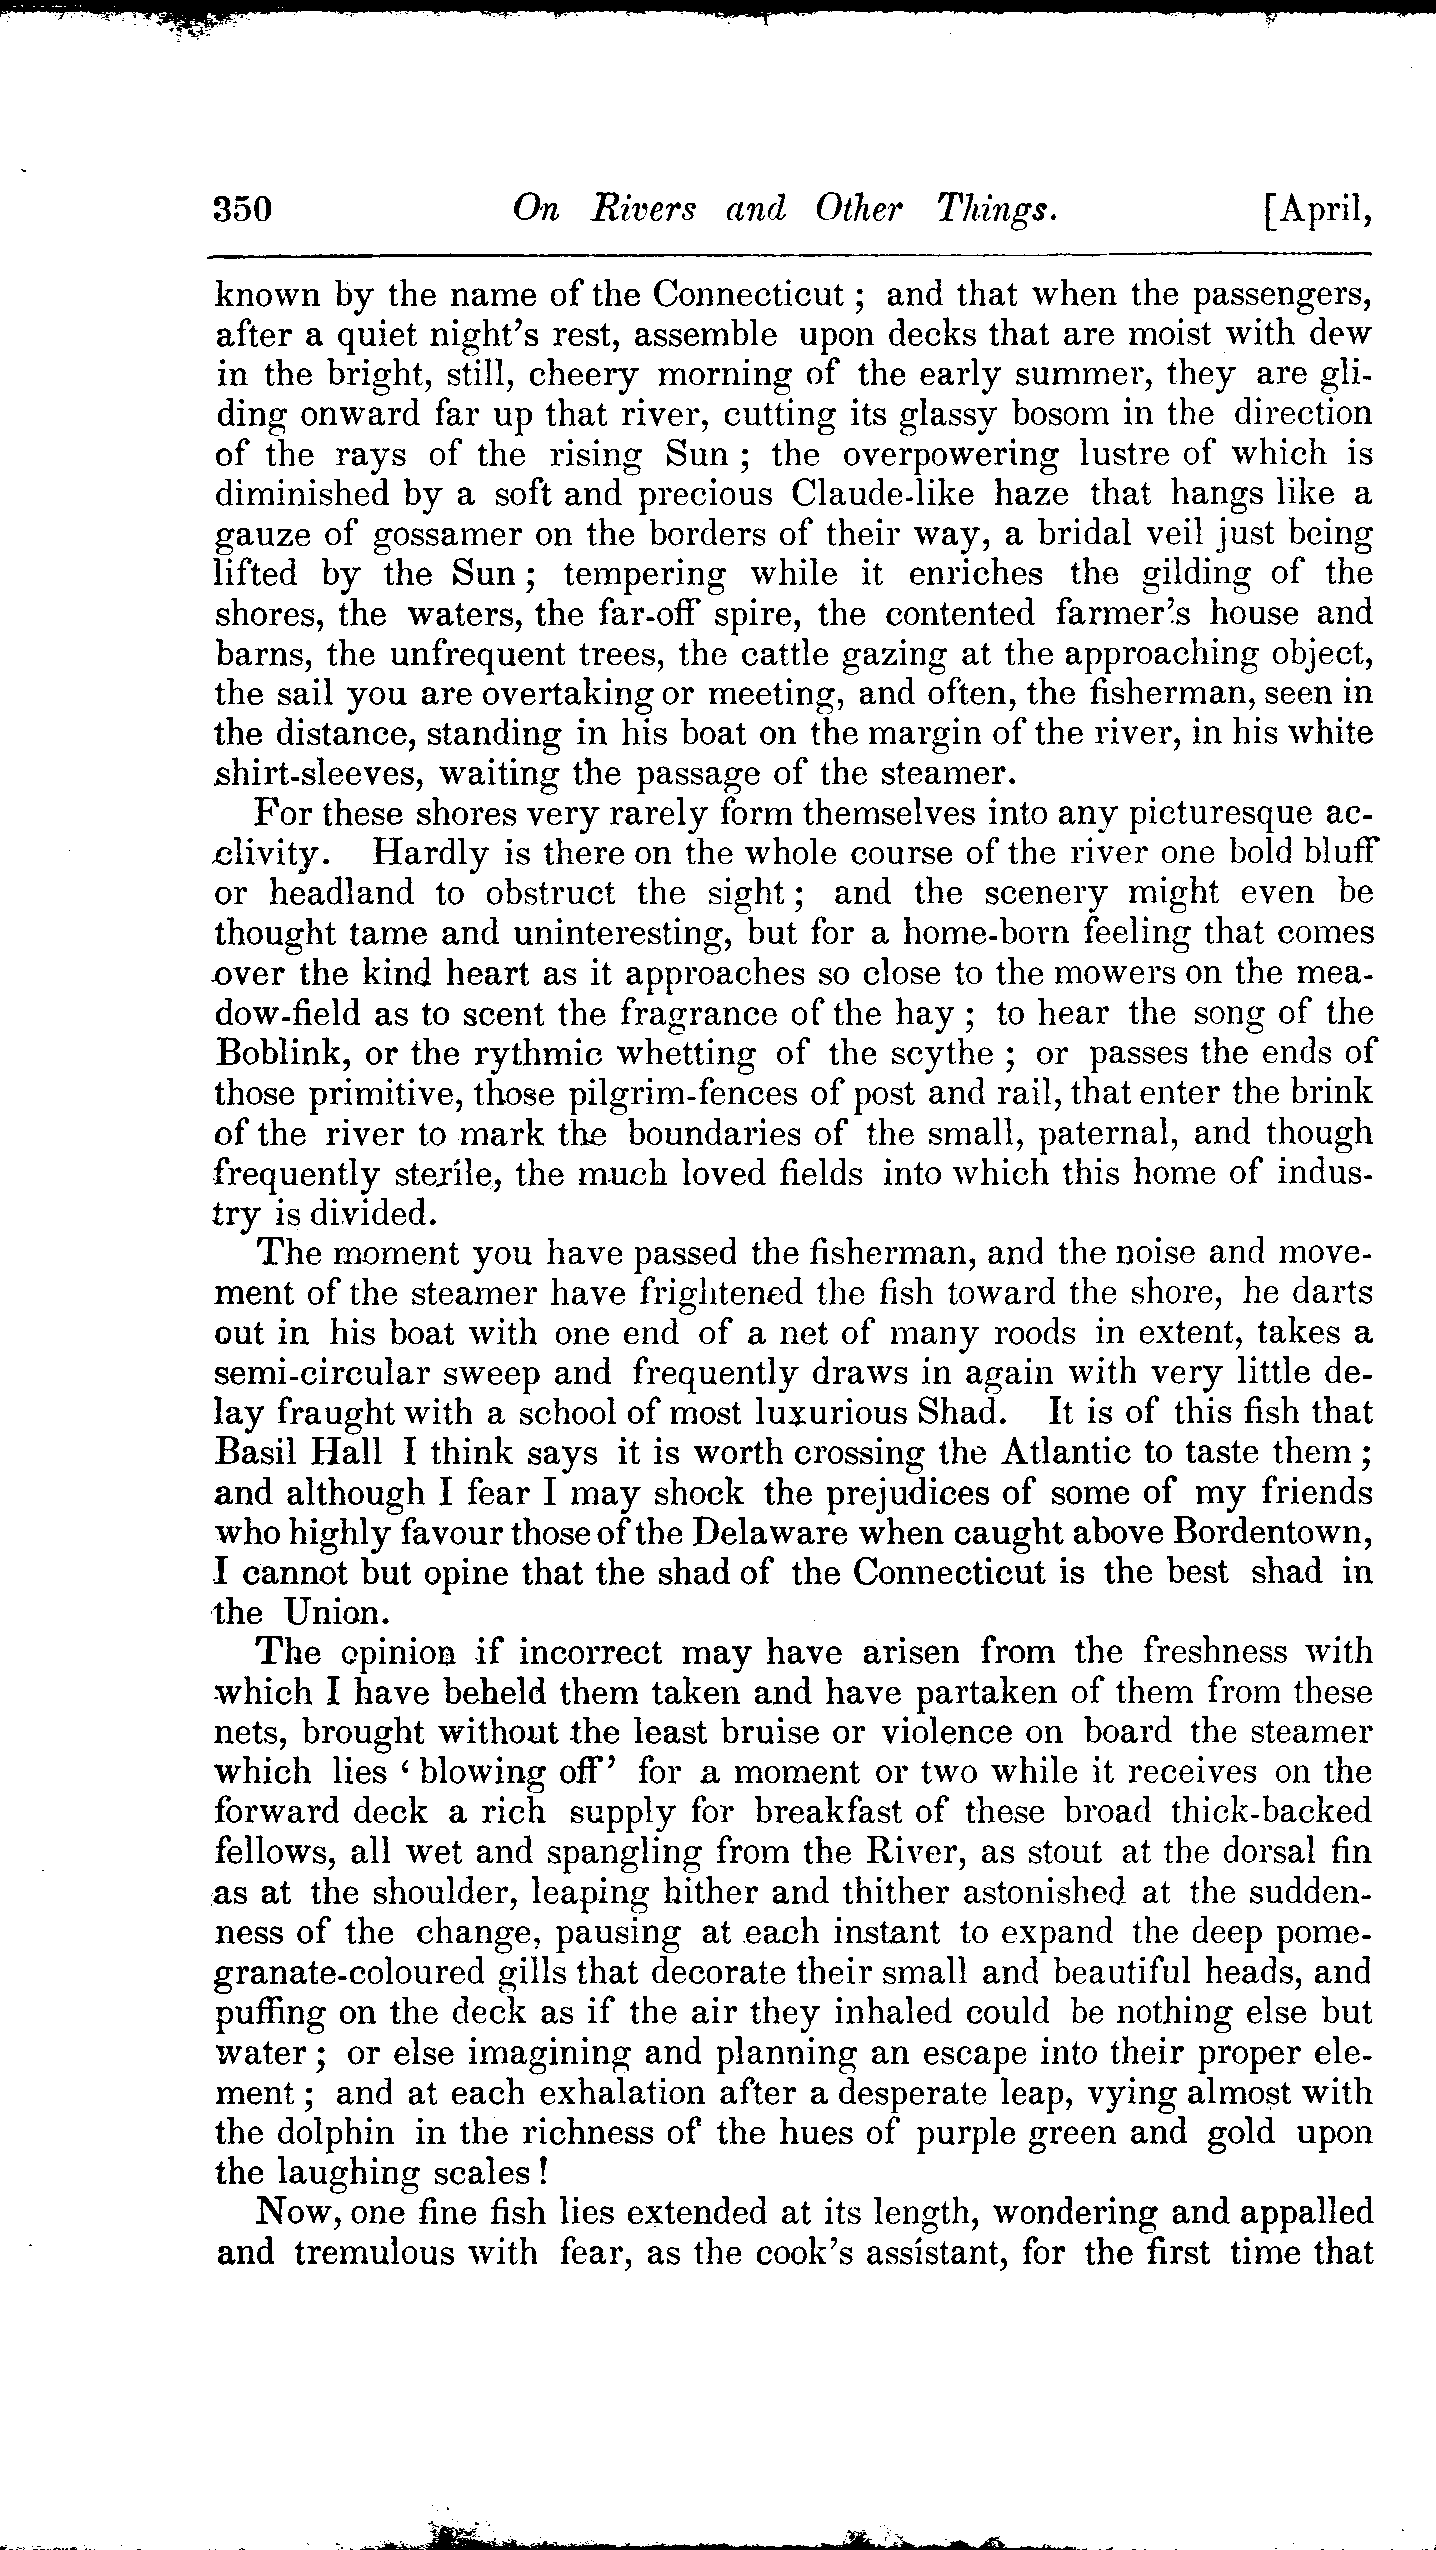 350 On Rivers and Other Things. [April,
known by the name of the Connecticut ; and that when the passengers,
after a quiet night's rest, assemble upon decks that are moist with dew
in the bright, still, cheery morning of the early summer, they are gli-
ding onward far up that river, cutting its glassy bosom in the direction
of the rays of the rising Sun ; the overpowering lustre of which is
diminished by a soft and precious Claude-like haze that hangs like a
gauze of gossamer on the borders of their way, a bridal veil just being
lifted by the Sun ; tempering while it enriches the gilding of the
shores, the waters, the far-off spire, the contented farmer's house and
barns, the unfrequent trees, the cattle gazing at the approaching object,
the sail you are overtaking or meeting, and often, the fisherman, seen in
the distance, standing in his boat on the margin of the river, in his white
shirt-sleeves, waiting the passage of the steamer.
For these shores very rarely form themselves into any picturesque ac-
clivity. Hardly is there on the whole course of the river one bold bluff
or headland to obstruct the sight ; and the scenery might even be
thought tame and uninteresting, but for a home-born feeling that comes
over the kind heart as it approaches so close to the mowers on the mea-
dow-field as to scent the fragrance of the hay ; to hear the song of the
Boblink, or the rythmic whetting of the scythe ; or passes the ends of
those primitive, those pilgrim-fences of post and rail, that enter the brink
of the river to mark the boundaries of the small, paternal, and though
frequently sterile, the much loved fields into which this home of indus-
try is divided.
The moment you have passed the fisherman, and the noise and move-
ment of the steamer have frightened the fish toward the shore, he darts
out in his boat with one end of a net of many roods in extent, takes a
semi-circular sweep and frequently draws in again with very little de-
lay fraught with a school of most luxurious Shad. It is of this fish that
Basil Hall I think says it is worth crossing the Atlantic to taste them ;
and although I fear I may shock the prejudices of some of my friends
who highly favour those of the Delaware when caught above Bordentown,
I cannot but opine that the shad of the Connecticut is the best shad in
the Union.
The opinion if incorrect may have arisen from the freshness with
which I have beheld them taken and have partaken of them from these
nets, brought without the least bruise or violence on board the steamer
which lies ' blowing off' for a moment or two while it receives on the
forward deck a rich supply for breakfast of these broad thick-backed
fellows, all wet and spangling from the River, as stout at the dorsal fin
as at the shoulder, leaping hither and thither astonished at the sudden-
ness of the change, pausing at each instant to expand the deep pome-
granate-coloured gills that decorate their small and beautiful heads, and
puffing on the deck as if the air they inhaled could be nothing else but
water ; or else imagining and planning an escape into their proper ele-
ment ; and at each exhalation after a desperate leap, vying almost with
the dolphin in the richness of the hues of purple green and gold upon
the laughing scales !
Now, one fine fish lies extended at its length, wondering and appalled
and tremulous with fear, as the cook's assistant, for the first time that